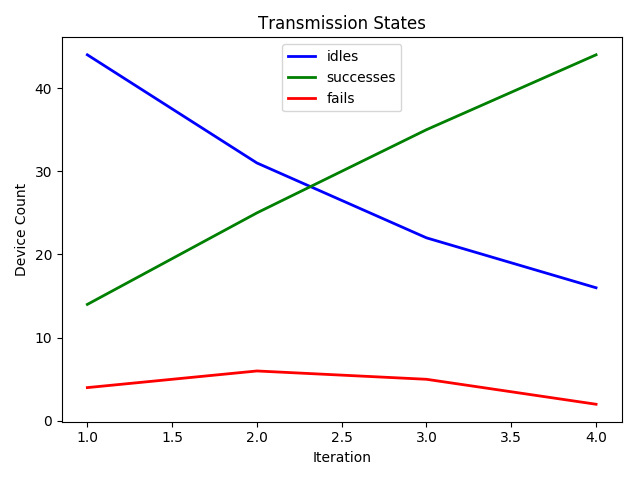 Transmission States
idles
successes
fails
Device Count
40
30
20
10
0
1.0 1.5 2.0 2.5 3.0 3.5 4.0
Iteration